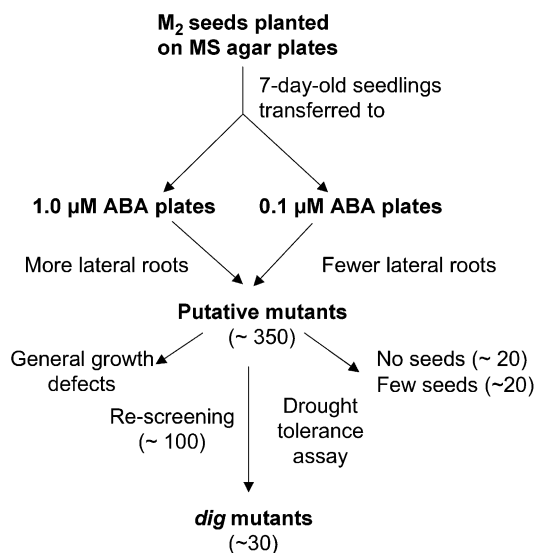 M₂ seeds planted
on MS agar plates
7-day-old seedlings
transferred to
1.0 µM ABA plates
0.1 µM ABA plates
More lateral roots
Fewer lateral roots
Putative mutants
(~ 350)
General growth
defects
No seeds (~ 20)
Few seeds (~20)
Re-screening
(~ 100)
Drought
tolerance
assay
dig mutants
(~30)